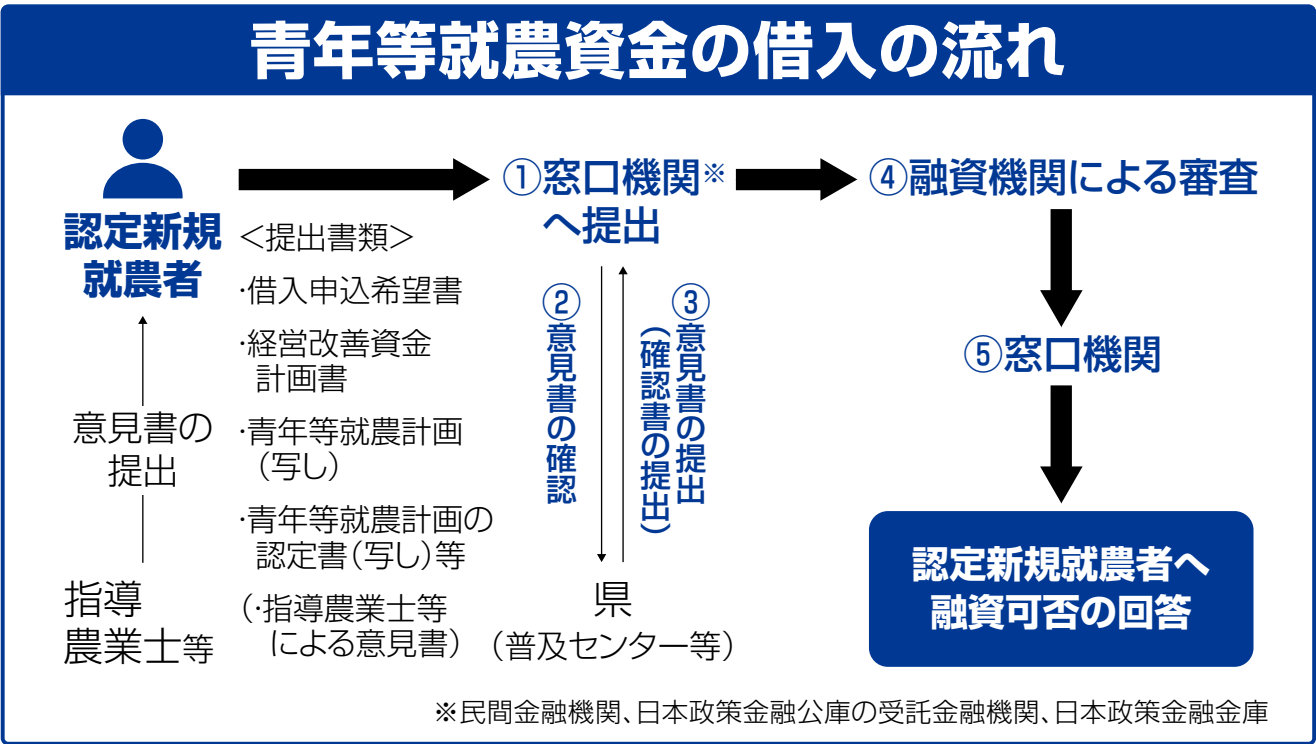 青年等就農資金の借入の流れ
認定新規
就農者
意見書の
提出
指導
農業士等
＜提出書類＞
・借入申込希望書
・経営改善資金
計画書
・青年等就農計画
（写し）
・青年等就農計画の
認定書（写し）等
（・指導農業士等
による意見書）
①窓口機関※
へ提出
②意見書の確認
③意見書の提出
（確認書の提出）
県
（普及センター等）
④融資機関による審査
⑤窓口機関
認定新規就農者へ
融資可否の回答
※民間金融機関、日本政策金融公庫の受託金融機関、日本政策金融金庫